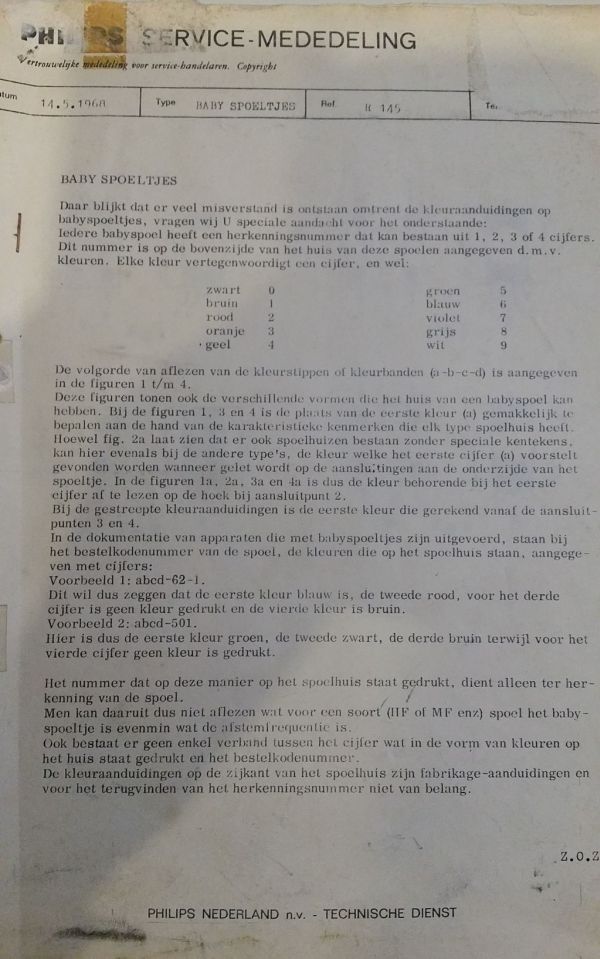 PHILIPS SERVICE-MEDEDELING
Vertrouwelijke mededeling voor service-handelaren. Copyright
atum 14.5.1968 Type BABY SPOELTJES Ref. R 145
BABY SPOELTJES
Daar blijkt dat er veel misverstand is ontstaan omtrent de kleuraanduidingen op
babyspoeltjes, vragen wij U speciale aandacht voor het onderstaande:
Iedere babyspoel heeft een herkenningsnummer dat kan bestaan uit 1, 2, 3 of 4 cijfers.
Dit nummer is op de bovenzijde van het huis van deze spoelen aangegeven d.m.v.
kleuren. Elke kleur vertegenwoordigt een cijfer, en wel:
zwart 0 groen 5
bruin 1 blauw 6
rood 2 violet 7
oranje 3 grijs 8
geel 4 wit 9
De volgorde van aflezen van de kleurstippen of kleurbanden (a-b-c-d) is aangegeven
in de figuren 1 t/m 4.
Deze figuren tonen ook de verschillende vormen die het huis van een babyspoel kan
hebben. Bij de figuren 1, 3 en 4 is de plaats van de eerste kleur (a) gemakkelijk te
bepalen aan de hand van de karakteristieke kenmerken die elk type spoelhuis heeft.
Hoewel fig. 2a laat zien dat er ook spoelhuizen bestaan zonder speciale kentekens,
kan hier evenals bij de andere type's, de kleur welke het eerste cijfer (a) voorstelt
gevonden worden wanneer gelet wordt op de aansluitingen aan de onderzijde van het
spoeltje. In de figuren 1a, 2a, 3a en 4a is dus de kleur behorende bij het eerste
cijfer af te lezen op de hoek bij aansluitpunt 2.
Bij de gestreepte kleuraanduidingen is de eerste kleur die gerekend vanaf de aansluit-
punten 3 en 4.
In de dokumentatie van apparaten die met babyspoeltjes zijn uitgevoerd, staan bij
het bestelkodenummer van de spoel, de kleuren die op het spoelhuis staan, aangege-
ven met cijfers:
Voorbeeld 1: abcd-62-1.
Dit wil dus zeggen dat de eerste kleur blauw is, de tweede rood, voor het derde
cijfer is geen kleur gedrukt en de vierde kleur is bruin.
Voorbeeld 2: abcd-501.
Hier is dus de eerste kleur groen, de tweede zwart, de derde bruin terwijl voor het
vierde cijfer geen kleur is gedrukt.
Het nummer dat op deze manier op het spoelhuis staat gedrukt, dient alleen ter her-
kenning van de spoel.
Men kan daaruit dus niet aflezen wat voor een soort (HF of MF enz) spoel het baby-
spoeltje is evenmin wat de afstemfrequentie is.
Ook bestaat er geen enkel verband tussen het cijfer wat in de vorm van kleuren op
het huis staat gedrukt en het bestelkodenummer.
De kleuraanduidingen op de zijkant van het spoelhuis zijn fabrikage-aanduidingen en
voor het terugvinden van het herkenningsnummer niet van belang.
Z.O.Z
PHILIPS NEDERLAND n.v. - TECHNISCHE DIENST